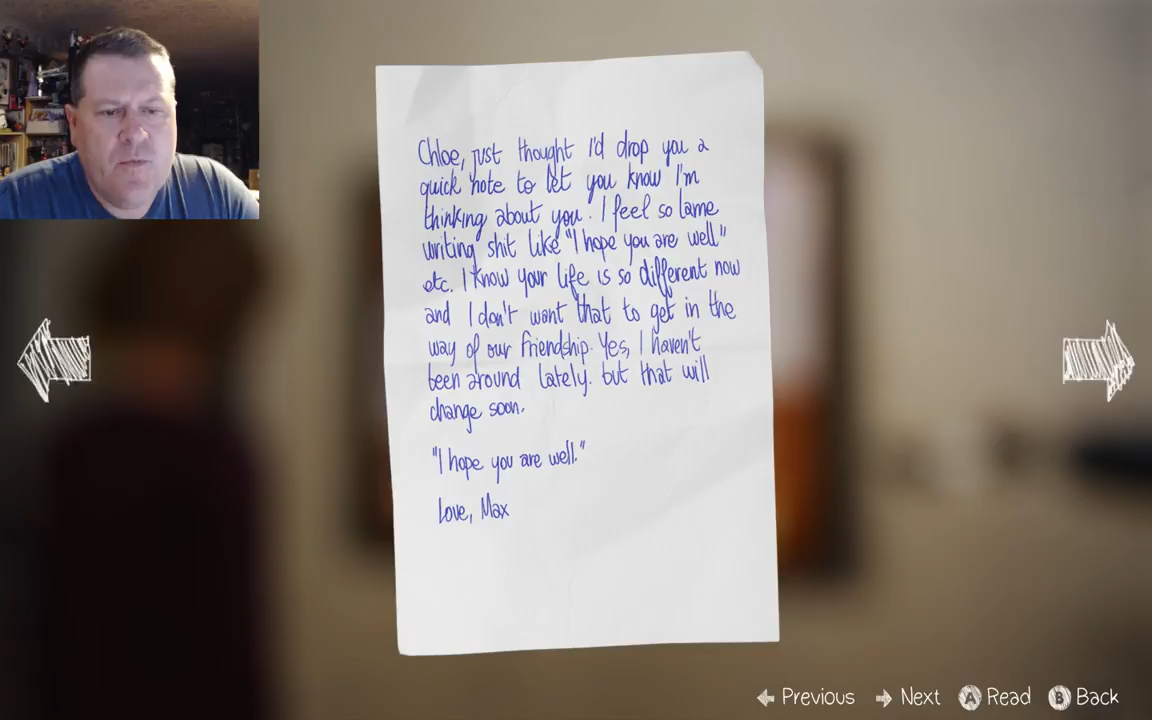 Chloe, just thought I'd drop you a
quick note to let you know I'm
thinking about you. I feel so lame
writing shit like "I hope you are well"
etc. I know your life is so different now
and I don't want that to get in the
way of our friendship. Yes, I haven't
been around lately. but that will
change soon.
"I hope you are well."
Love, Max
Previous Next A Read B Back